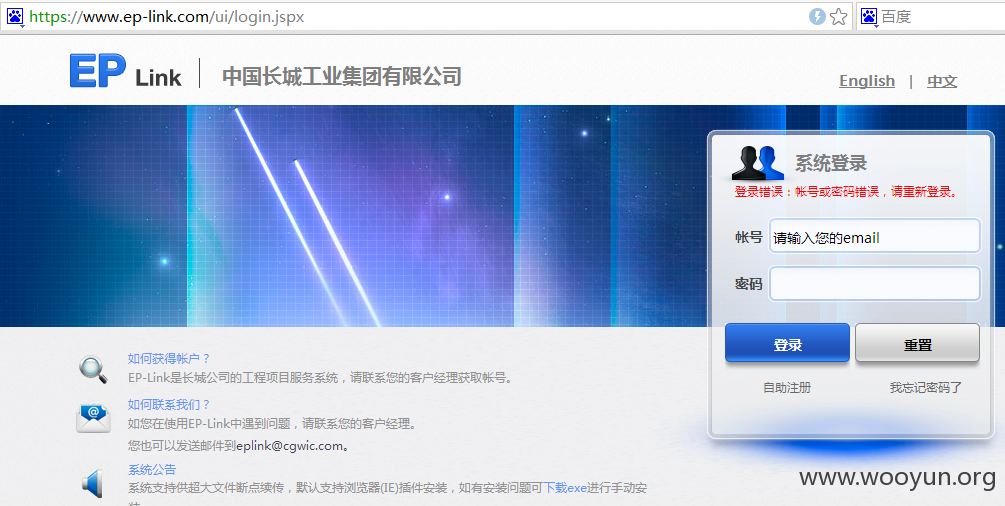 https://www.ep-link.com/ui/login.jspx
百度
EP Link 中国长城工业集团有限公司
English | 中文
系统登录
登录错误：帐号或密码错误，请重新登录。
帐号 请输入您的email
密码
登录 重置
自助注册 我忘记密码了
如何获得帐户？
EP-Link是长城公司的工程项目服务系统，请联系您的客户经理获取帐号。
如何联系我们？
如您在使用EP-Link中遇到问题，请联系您的客户经理。
您也可以发送邮件到eplink@cgwic.com。
系统公告
系统支持供超大文件断点续传，默认支持浏览器(IE)插件安装，如有安装问题可下载exe进行手动安
www.wooyun.org